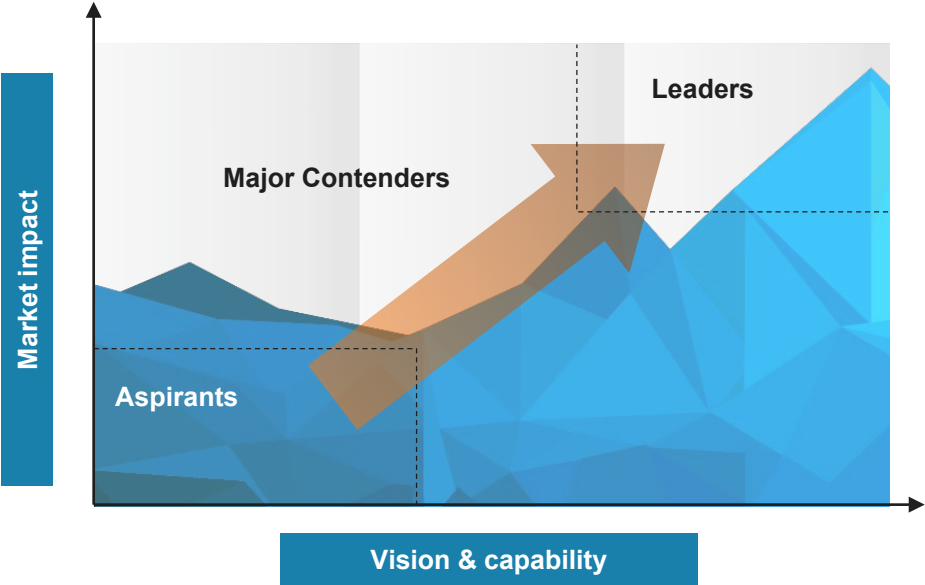 Leaders
Major Contenders
Market impact
Aspirants
Vision & capability